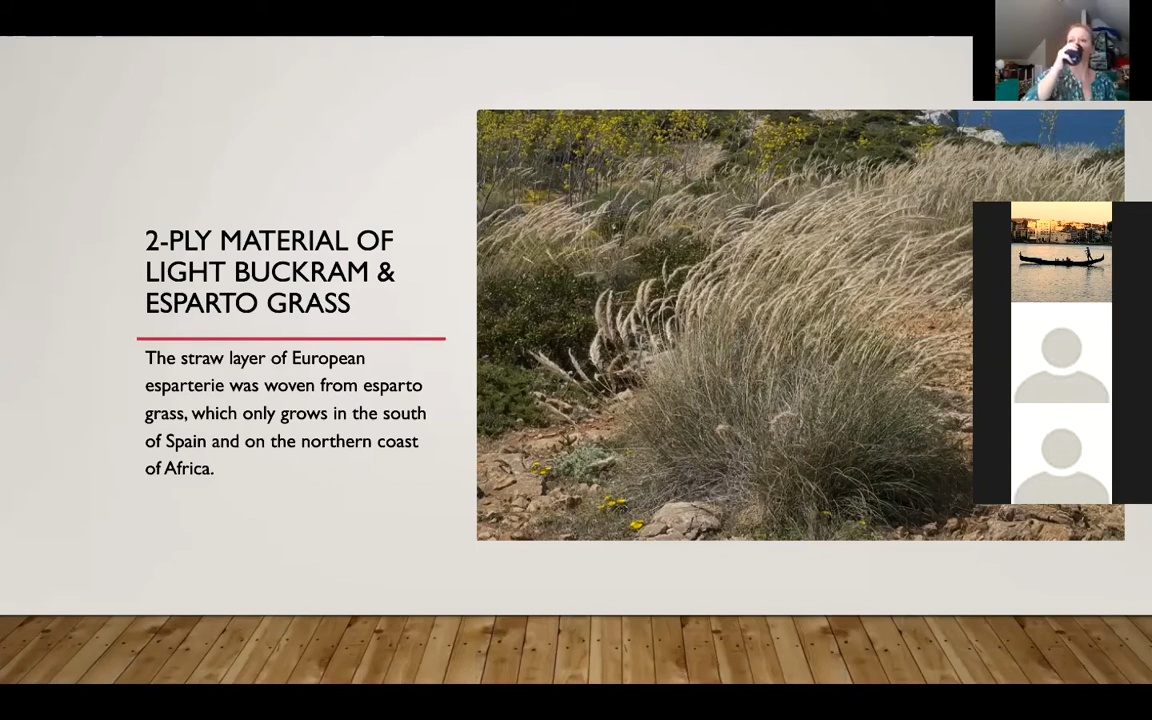 2-PLY MATERIAL OF
LIGHT BUCKRAM &
ESPARTO GRASS
The straw layer of European
esparterie was woven from esparto
grass, which only grows in the south
of Spain and on the northern coast
of Africa.